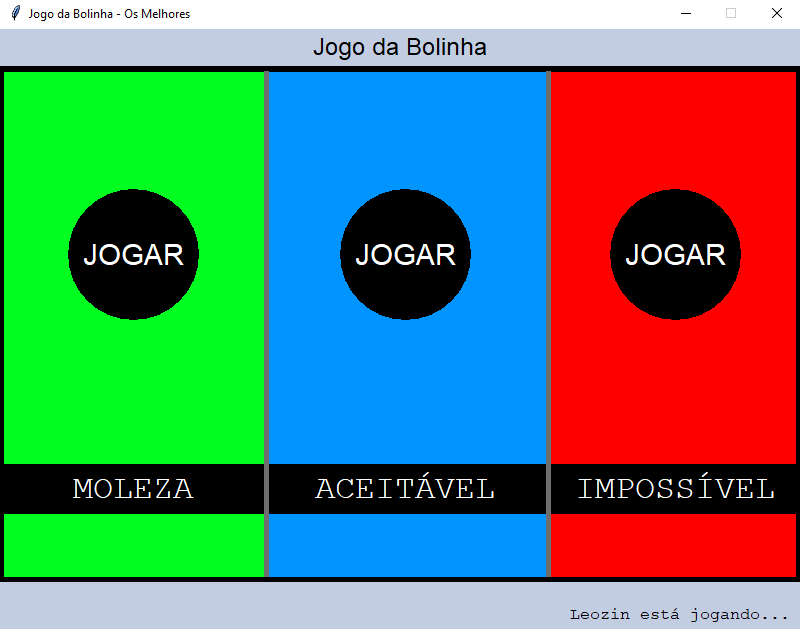 Jogo da Bolinha - Os Melhores
Jogo da Bolinha
JOGAR
JOGAR
JOGAR
MOLEZA
ACEITÁVEL
IMPOSSÍVEL
Leozin está jogando...